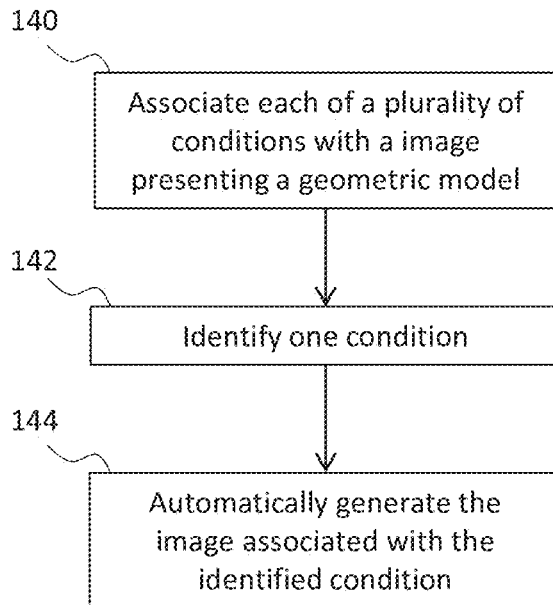 140
Associate each of a plurality of
conditions with a image
presenting a geometric model
142
Identify one condition
144
Automatically generate the
image associated with the
identified condition